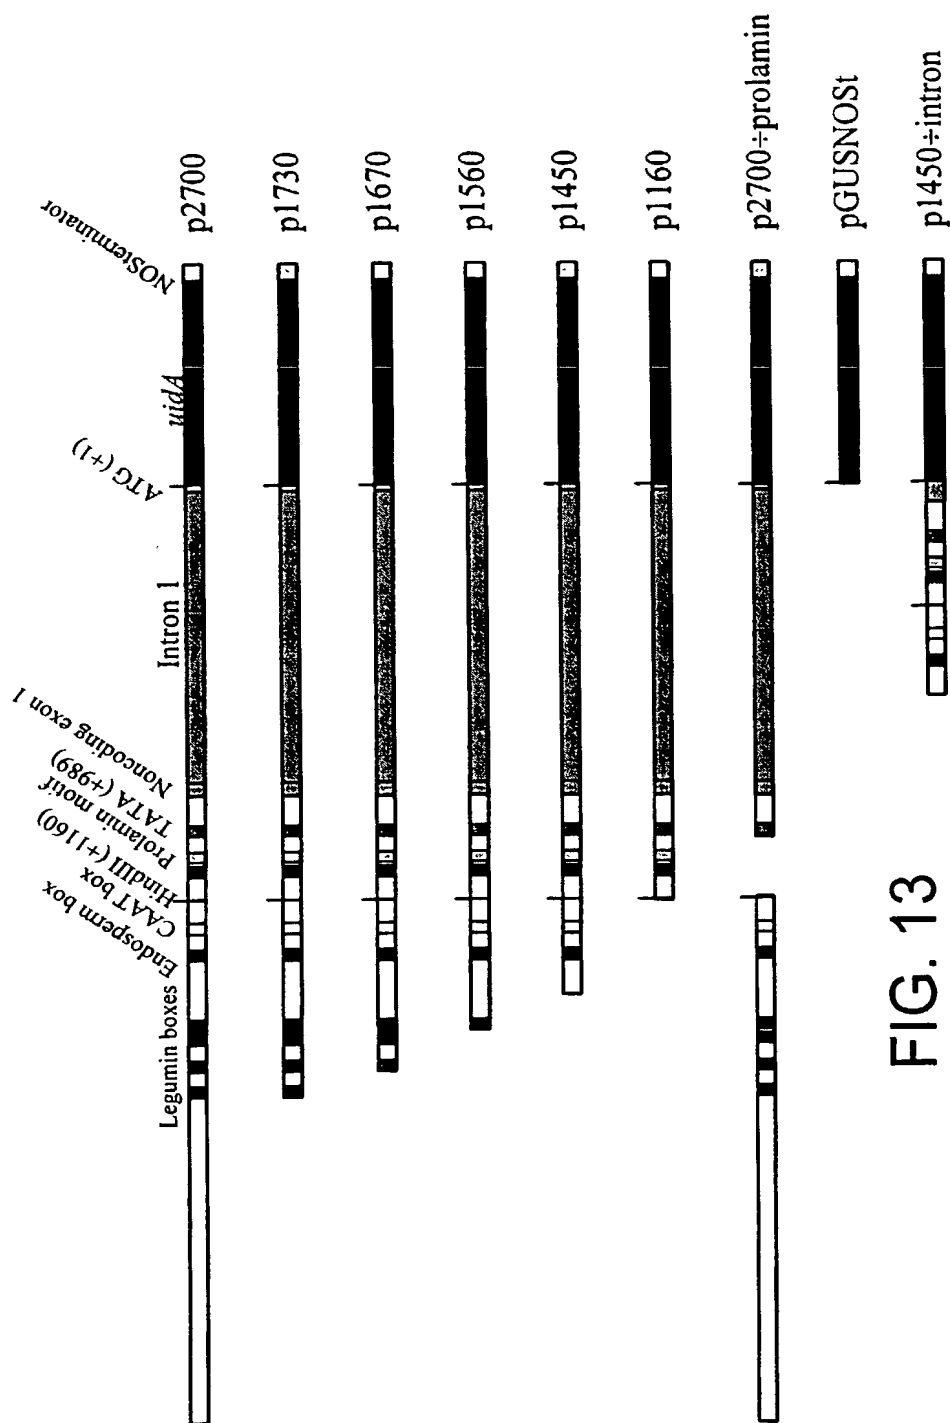 Legumin boxes
Endosperm box
CAAT box
HindIII (+1160)
Prolamin motif
TATA (+989)
Noncoding exon 1
Intron 1
ATG (+1)
uidA
NOSterminator
p2700
p1730
p1670
p1560
p1450
p1160
p2700÷prolamin
pGUSNOSt
p1450÷intron
FIG. 13